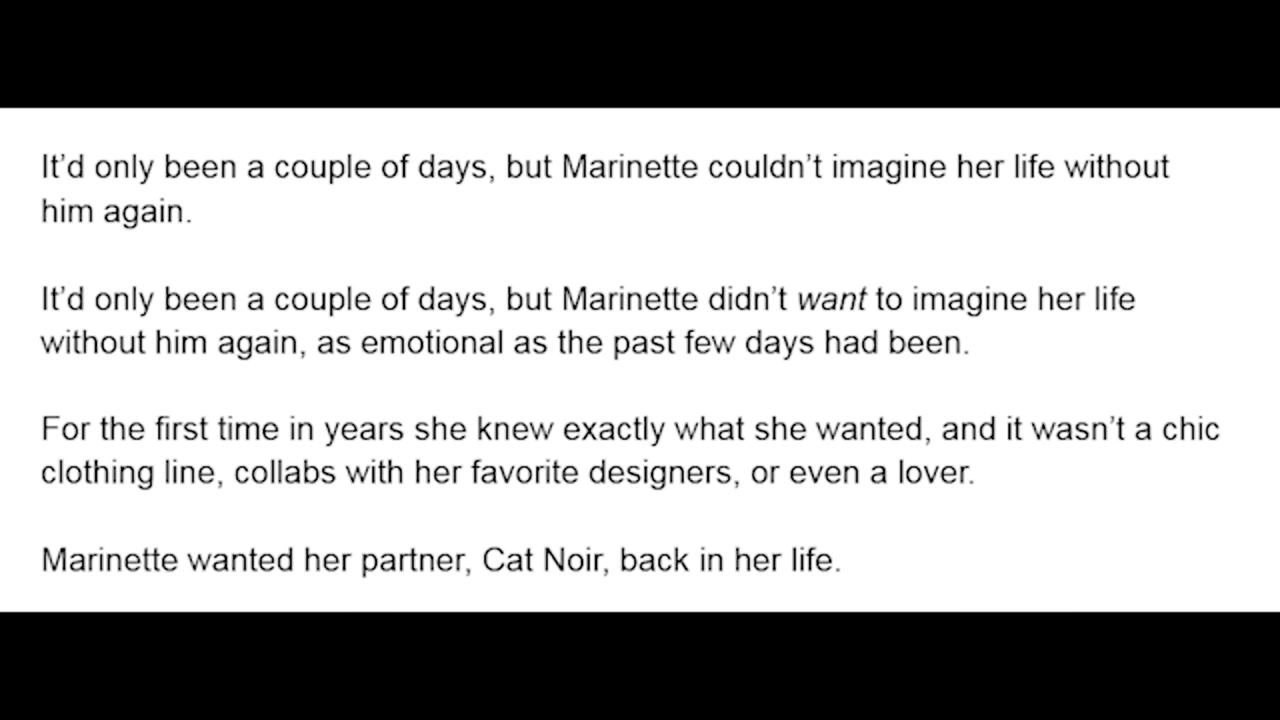 It’d only been a couple of days, but Marinette couldn’t imagine her life without
him again.
It’d only been a couple of days, but Marinette didn’t want to imagine her life
without him again, as emotional as the past few days had been.
For the first time in years she knew exactly what she wanted, and it wasn’t a chic
clothing line, collabs with her favorite designers, or even a lover.
Marinette wanted her partner, Cat Noir, back in her life.